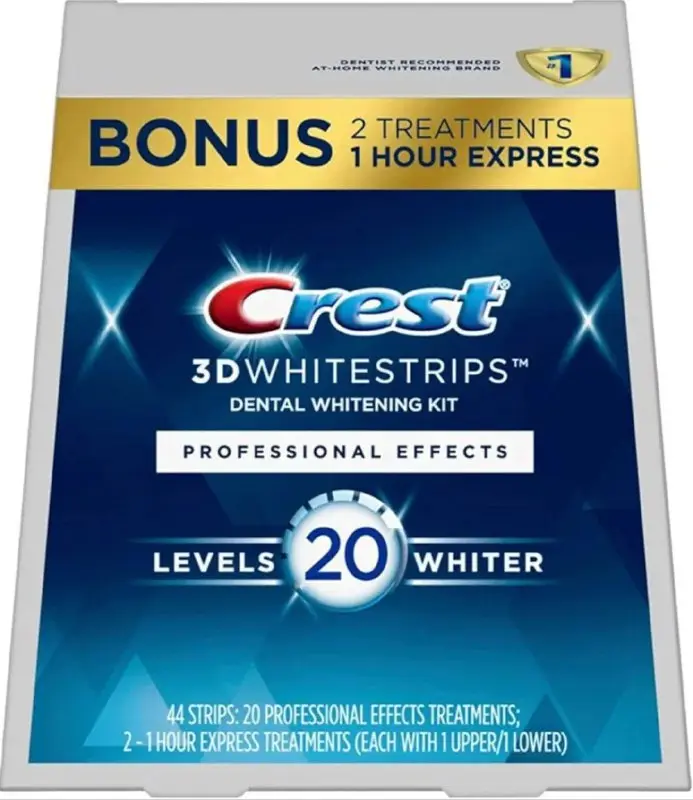 DENTIST RECOMMENDED
AT-HOME WHITENING BRAND
#1
BONUS
2 TREATMENTS
1 HOUR EXPRESS
Crest®
3DWHITESTRIPS™
DENTAL WHITENING KIT
PROFESSIONAL EFFECTS
LEVELS 20 WHITER
44 STRIPS: 20 PROFESSIONAL EFFECTS TREATMENTS;
2 - 1 HOUR EXPRESS TREATMENTS (EACH WITH 1 UPPER/1 LOWER)